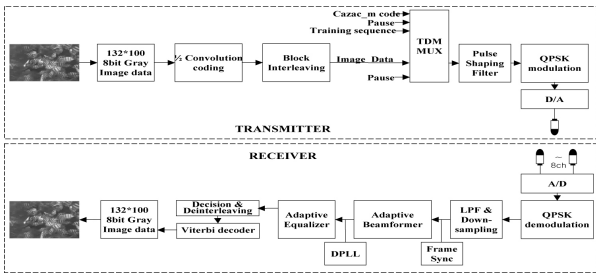 Cazac_m code
Pause
Training sequence
132*100
8bit Gray
Image data
½ Convolution
coding
Block
Interleaving
Image_Data
Pause
TDM
MUX
Pulse
Shaping
Filter
QPSK
modulation
D/A
TRANSMITTER
RECEIVER
~
8ch
A/D
QPSK
demodulation
LPF &
Down-
sampling
Frame
Sync
Adaptive
Beamformer
DPLL
Adaptive
Equalizer
Decision &
Deinterleaving
Viterbi decoder
132*100
8bit Gray
Image data